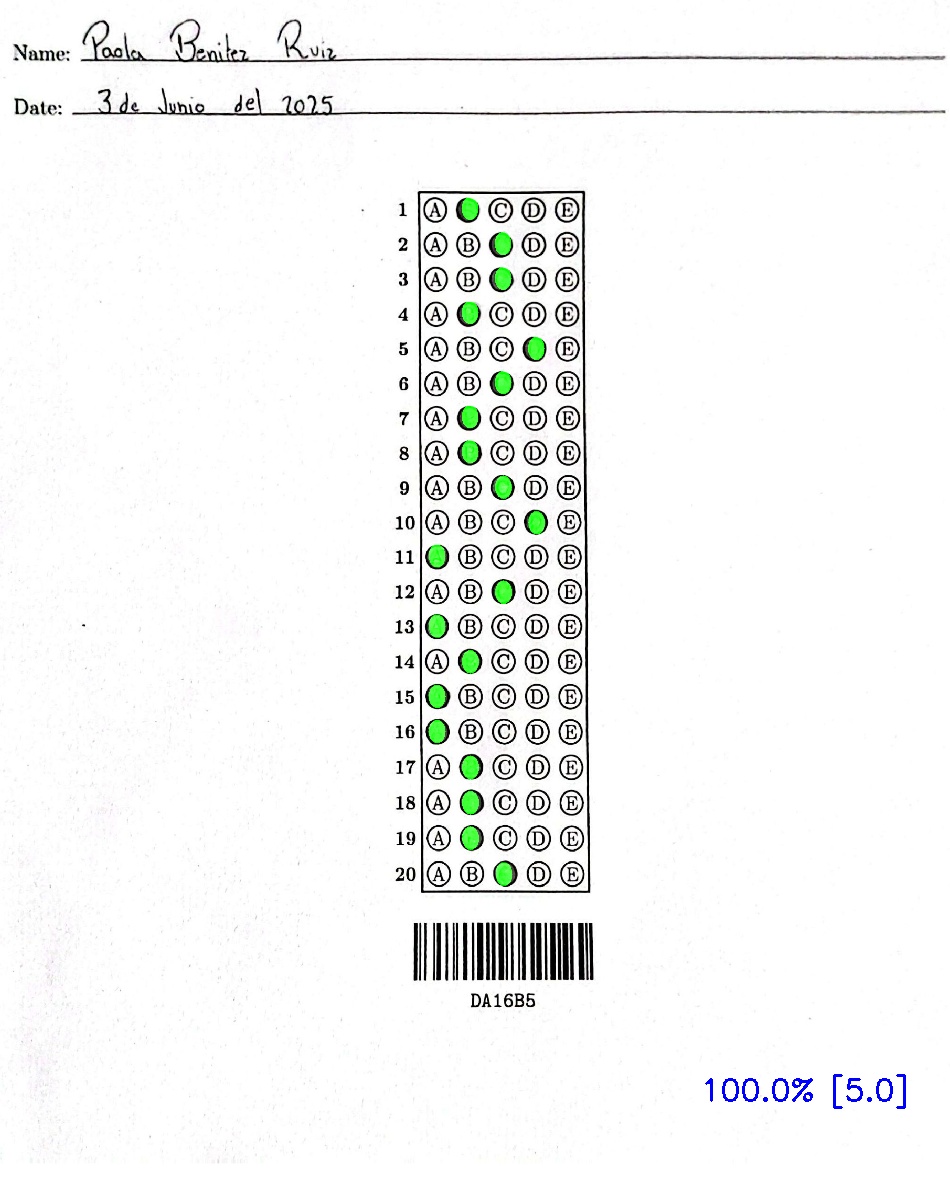 Name: Paola Benitez Ruiz
Date: 3 de Junio del 2025
1 A C D E
2 A B D E
3 A B D E
4 A C D E
5 A B C E
6 A B D E
7 A C D E
8 A C D E
9 A B D E
10 A B C E
11 B C D E
12 A B D E
13 B C D E
14 A C D E
15 B C D E
16 B C D E
17 A C D E
18 A C D E
19 A C D E
20 A B D E
DA16B5
100.0% [5.0]